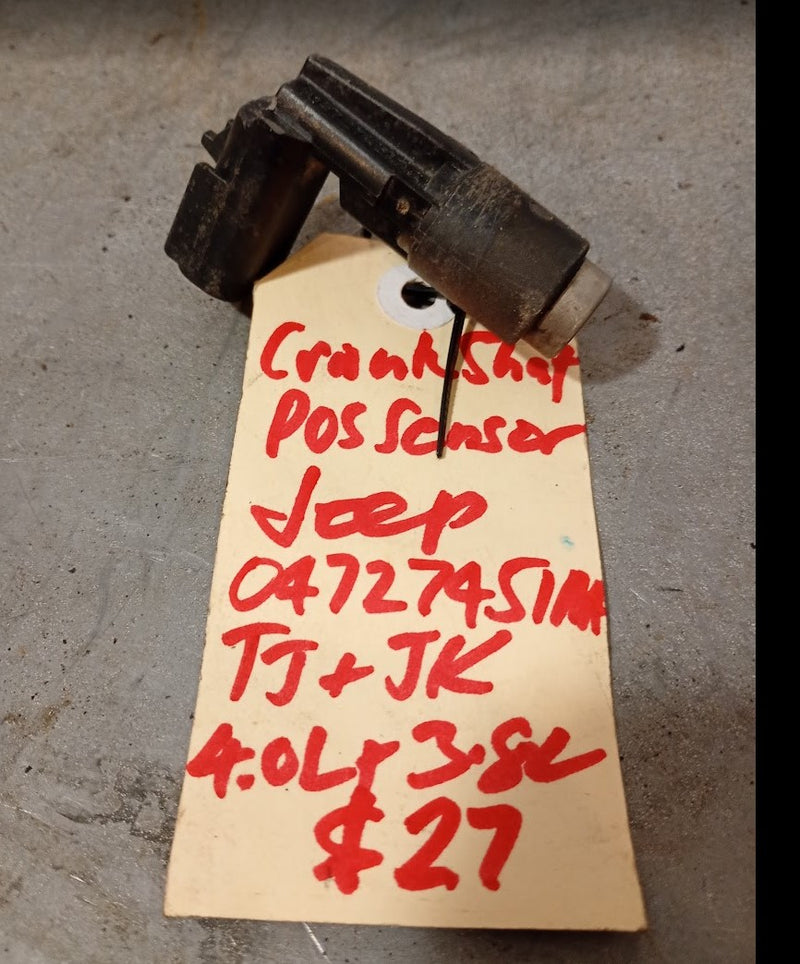 CrankShaf
POS Sensor
Jeep
04727451AA
TJ + JK
4.0L + 3.8L
$27